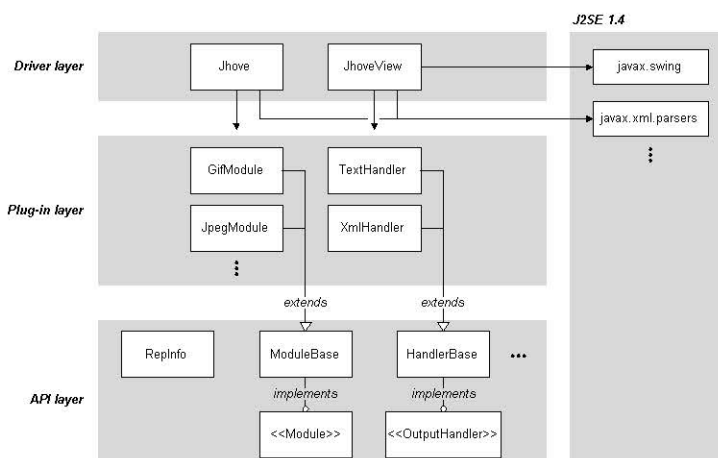 J2SE 1.4
Driver layer
Jhove
JhoveView
javax.swing
javax.xml.parsers
Plug-in layer
GifModule
TextHandler
JpegModule
XmlHandler
extends
extends
API layer
RepInfo
ModuleBase
HandlerBase
implements
implements
<<Module>>
<<OutputHandler>>